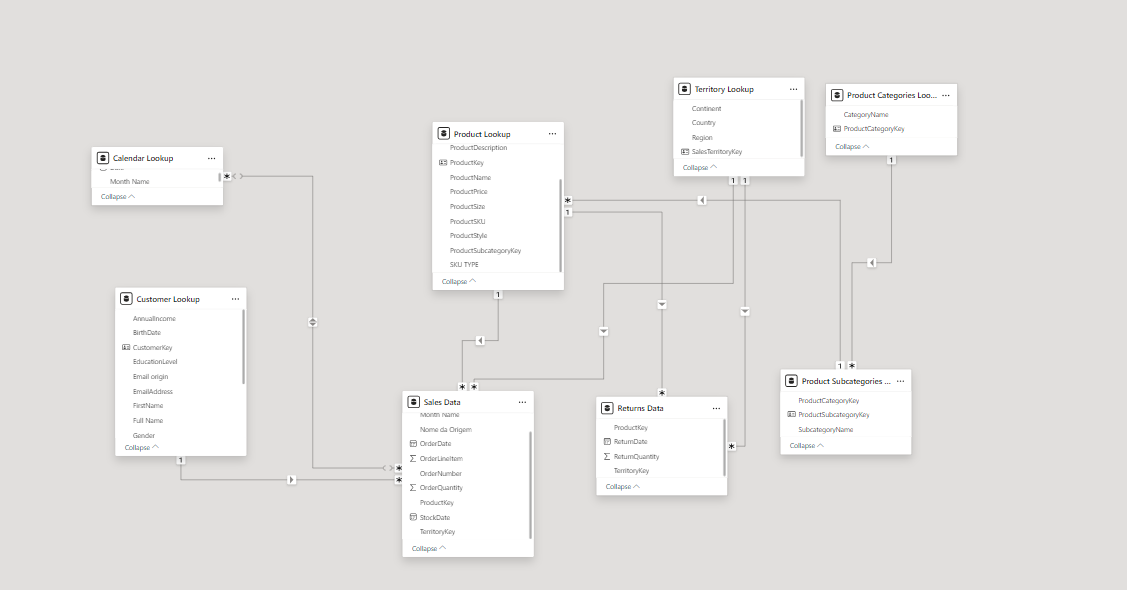 Territory Lookup
Continent
Country
Region
SalesTerritoryKey
Collapse
Product Categories Loo...
CategoryName
ProductCategoryKey
Collapse
1
Product Lookup
ProductDescription
ProductKey
ProductName
ProductPrice
ProductSize
ProductSKU
ProductStyle
ProductSubcategoryKey
SKU TYPE
Collapse
Calendar Lookup
Month Name
Collapse
*
1 1
*
1
1
Customer Lookup
AnnualIncome
BirthDate
CustomerKey
EducationLevel
Email origin
EmailAddress
FirstName
Full Name
Gender
Collapse
1
* *
Sales Data
Month Name
Nome da Origem
OrderDate
OrderLineItem
OrderNumber
OrderQuantity
ProductKey
StockDate
TerritoryKey
Collapse
*
*
*
Returns Data
ProductKey
ReturnDate
ReturnQuantity
TerritoryKey
Collapse
*
1 *
Product Subcategories ...
ProductCategoryKey
ProductSubcategoryKey
SubcategoryName
Collapse